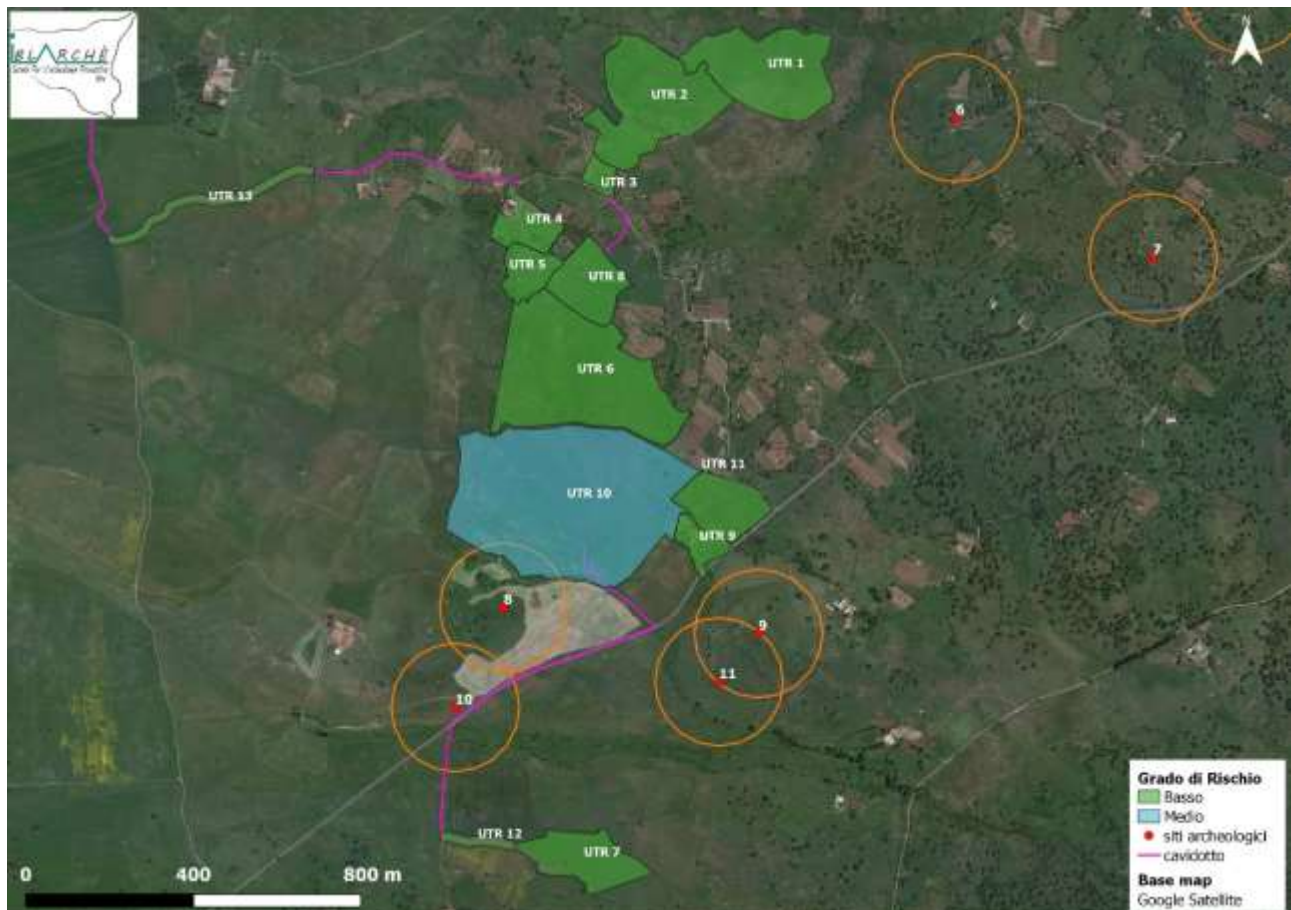 N
UTR 1
UTR 2
6
UTR 3
UTR 13
UTR 4
UTR 5
UTR 8
7
UTR 6
UTR 11
UTR 10
UTR 9
8
9
11
10
UTR 12
UTR 7
0 400 800 m
Grado di Rischio
Basso
Medio
siti archeologici
cavidotto
Base map
Google Satellite